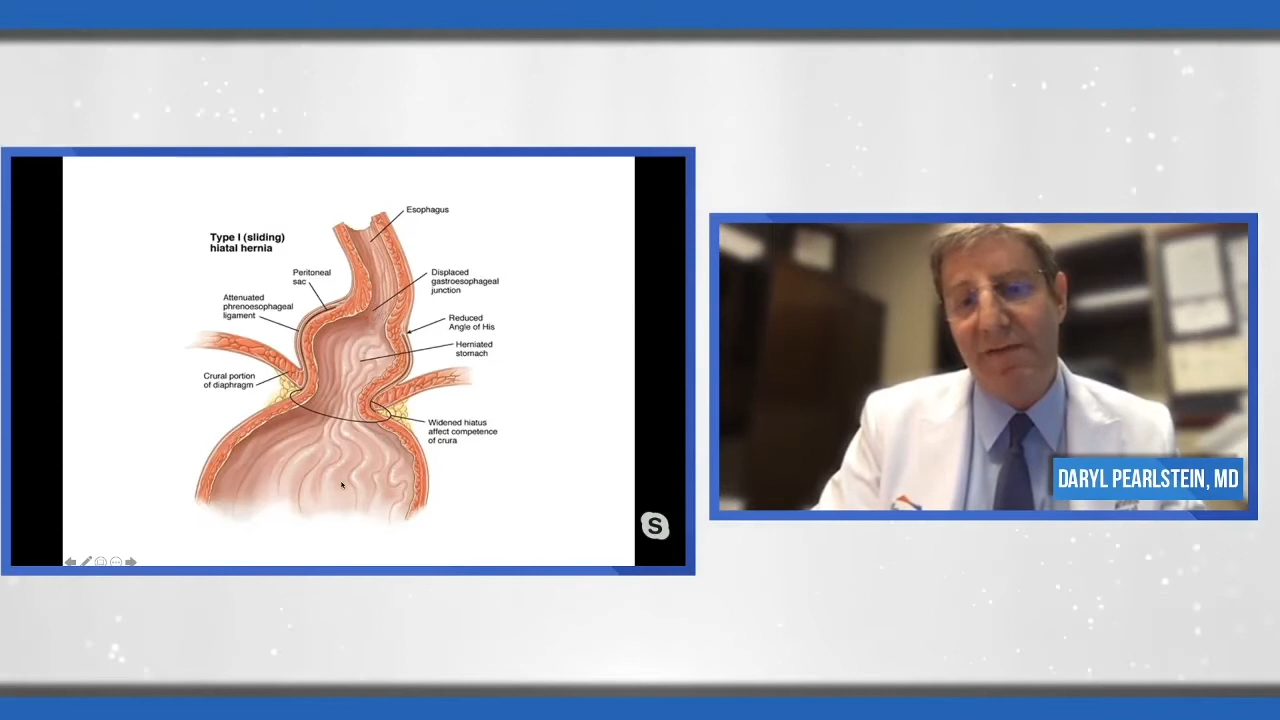 Esophagus
Type I (sliding)
hiatal hernia
Peritoneal
sac
Displaced
gastroesophageal
junction
Attenuated
phrenoesophageal
ligament
Reduced
Angle of His
Herniated
stomach
Crural portion
of diaphragm
Widened hiatus
affect competence
of crura
S
DARYL PEARLSTEIN, MD